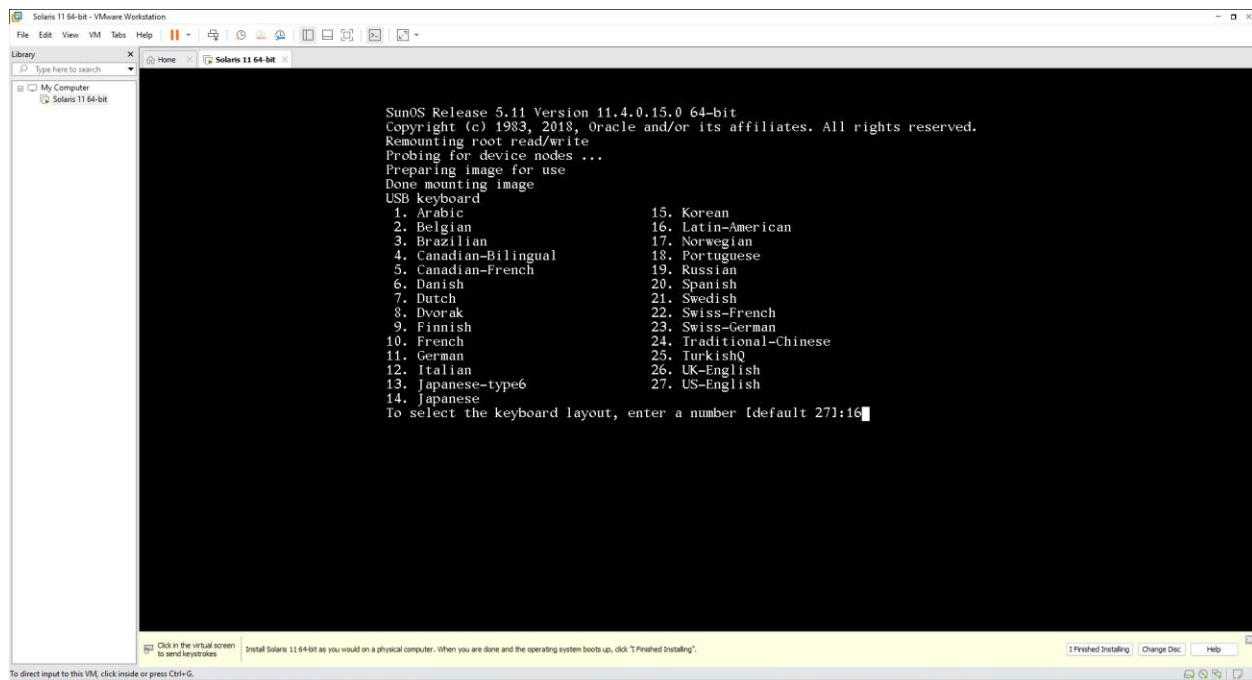 Solaris 11 64-bit - VMware Workstation
File Edit View VM Tabs Help
Library
Home
Solaris 11 64-bit
Type here to search
My Computer
Solaris 11 64-bit
SunOS Release 5.11 Version 11.4.0.15.0 64-bit
Copyright (c) 1983, 2018, Oracle and/or its affiliates. All rights reserved.
Remounting root read/write
Probing for device nodes ...
Preparing image for use
Done mounting image
USB keyboard
1. Arabic 15. Korean
2. Belgian 16. Latin-American
3. Brazilian 17. Norwegian
4. Canadian-Bilingual 18. Portuguese
5. Canadian-French 19. Russian
6. Danish 20. Spanish
7. Dutch 21. Swedish
8. Dvorak 22. Swiss-French
9. Finnish 23. Swiss-German
10. French 24. Traditional-Chinese
11. German 25. TurkishQ
12. Italian 26. UK-English
13. Japanese-type6 27. US-English
14. Japanese
To select the keyboard layout, enter a number [default 27]:16
Click in the virtual screen
to send keystrokes
Install Solaris 11 64-bit as you would on a physical computer. When you are done and the operating system boots up, click "I Finished Installing".
I Finished Installing Change Disc Help
To direct input to this VM, click inside or press Ctrl+G.